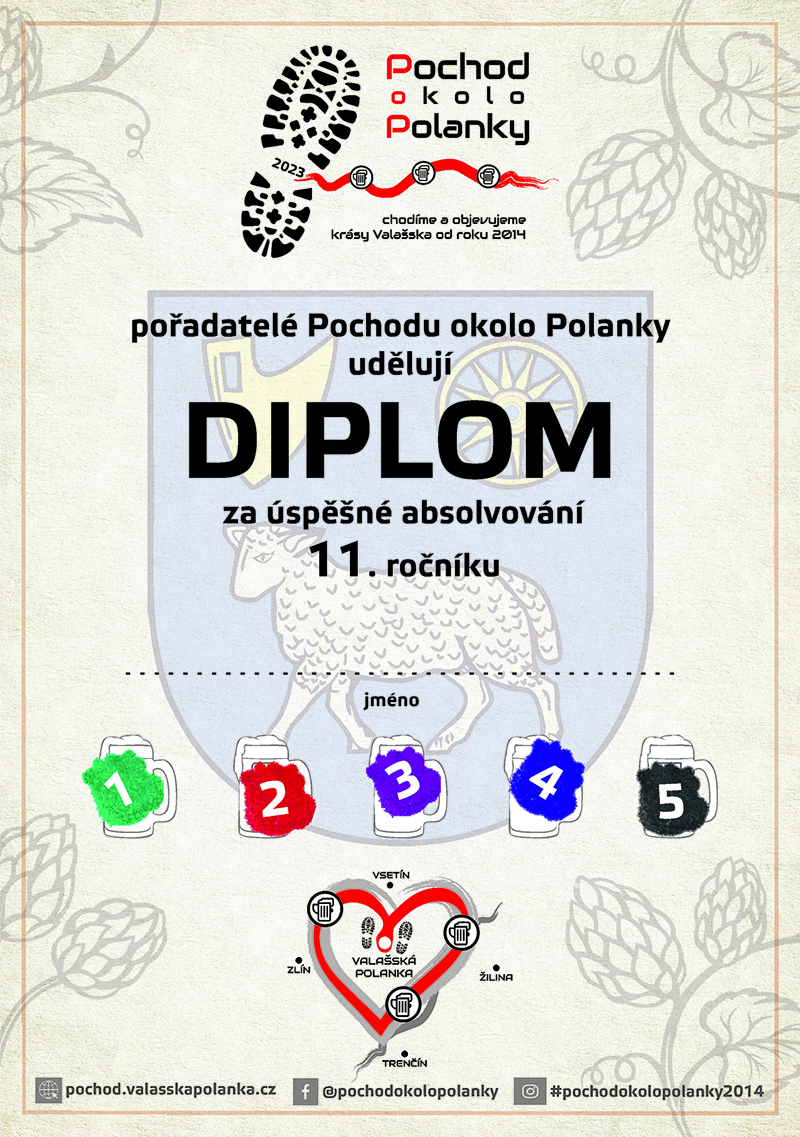 Pochod
okolo
Polanky
2023
chodíme a objevujeme
krásy Valašska od roku 2014
pořadatelé Pochodu okolo Polanky
udělují
DIPLOM
za úspěšné absolvování
11. ročníku
jméno
1 2 3 4 5
VSETÍN
VALAŠSKÁ
POLANKA
ZLÍN
ŽILINA
TRENČÍN
pochod.valasskapolanka.cz @pochodokolopolanky #pochodokolopolanky2014